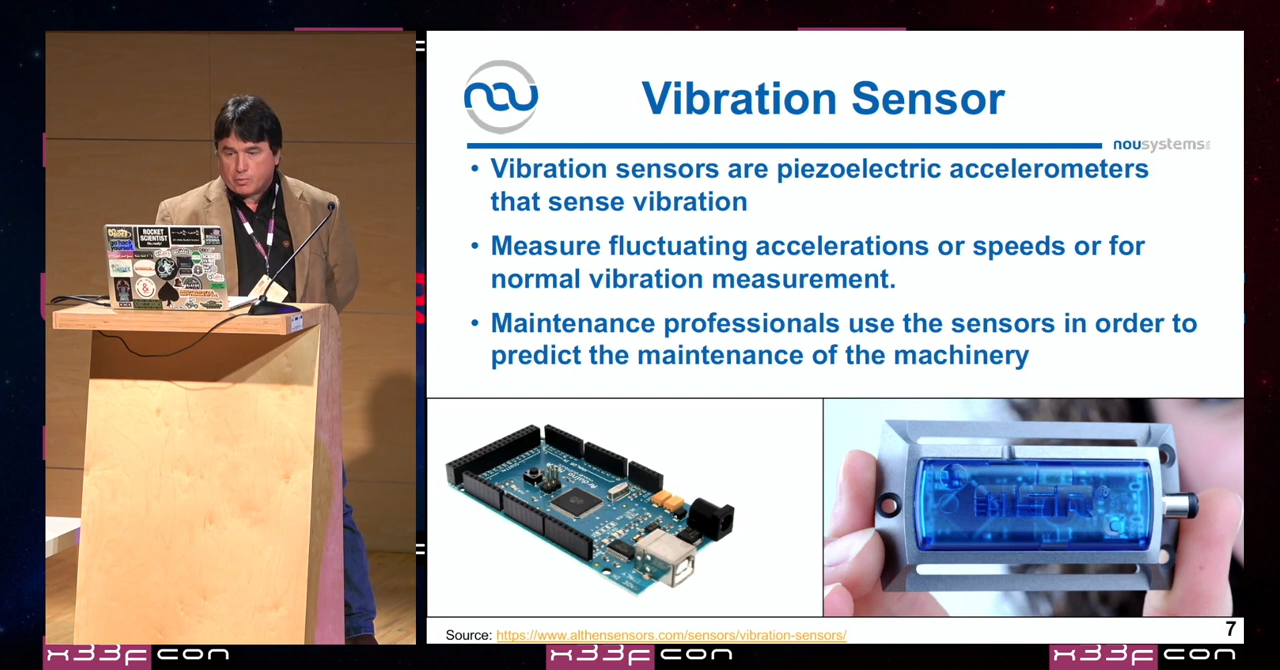 nou
Vibration Sensor
nousystems
• Vibration sensors are piezoelectric accelerometers
that sense vibration
• Measure fluctuating accelerations or speeds or for
normal vibration measurement.
• Maintenance professionals use the sensors in order to
predict the maintenance of the machinery
ROCKET
SCIENTIST
Source: https://www.althensensors.com/sensors/vibration-sensors/
7
x33fcon
x33fcon
x33fcon